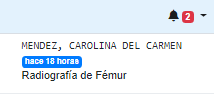 2
MENDEZ, CAROLINA DEL CARMEN
hace 18 horas
Radiografía de Fémur